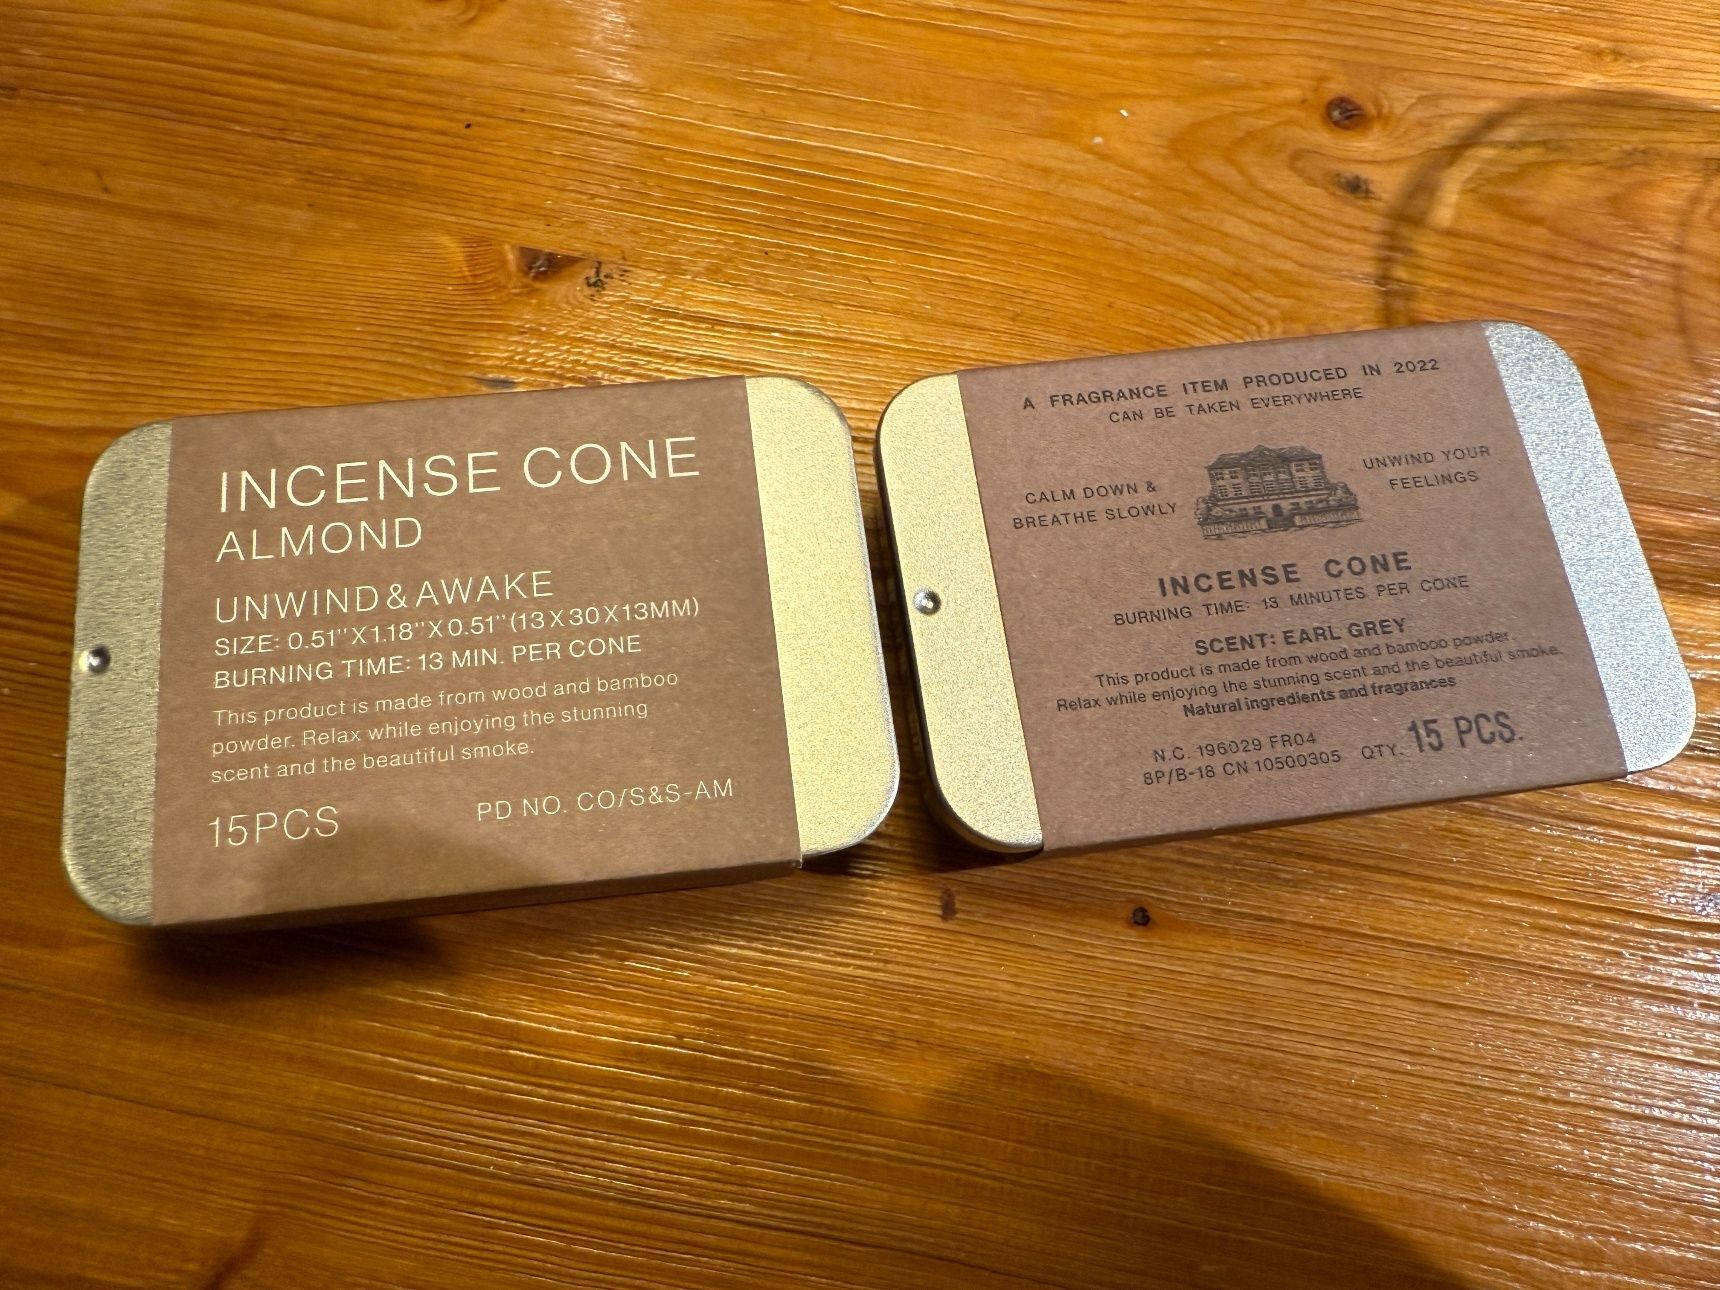 INCENSE CONE
ALMOND
UNWIND & AWAKE
SIZE: 0.51''X1.18''X0.51''(13X30X13MM)
BURNING TIME: 13 MIN. PER CONE
This product is made from wood and bamboo
powder. Relax while enjoying the stunning
scent and the beautiful smoke.
15PCS
PD NO. CO/S&S-AM
A FRAGRANCE ITEM PRODUCED IN 2022
CAN BE TAKEN EVERYWHERE
CALM DOWN &
BREATHE SLOWLY
UNWIND YOUR
FEELINGS
INCENSE CONE
BURNING TIME: 13 MINUTES PER CONE
SCENT: EARL GREY
This product is made from wood and bamboo powder.
Relax while enjoying the stunning scent and the beautiful smoke.
Natural ingredients and fragrances
N.C. 196029 FR04
8P/B-18 CN 10500305
QTY. 15 PCS.